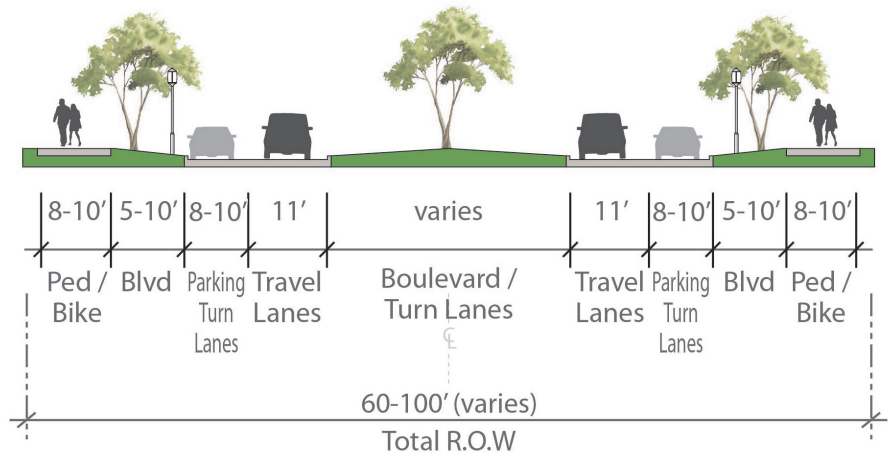 8-10’ 5-10’ 8-10’ 11’ varies 11’ 8-10’ 5-10’ 8-10’
Ped / Bike
Blvd
Parking Turn Lanes
Travel Lanes
Boulevard / Turn Lanes
℄
Travel Lanes
Parking Turn Lanes
Blvd
Ped / Bike
60-100’ (varies)
Total R.O.W